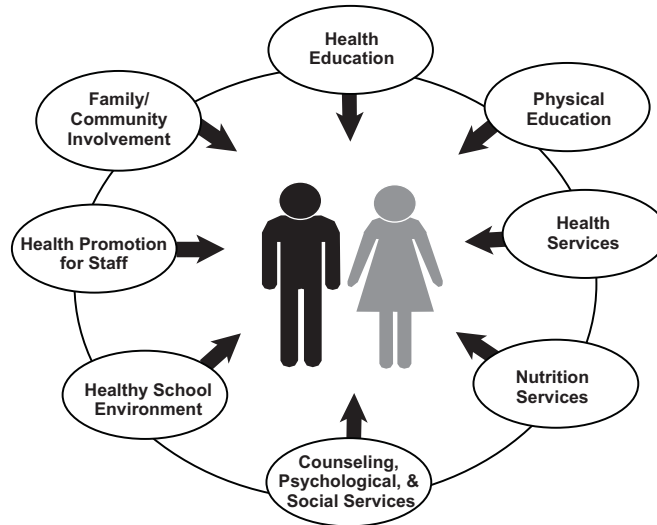 Health
Education
Physical
Education
Health
Services
Nutrition
Services
Counseling,
Psychological, &
Social Services
Healthy School
Environment
Health Promotion
for Staff
Family/
Community
Involvement